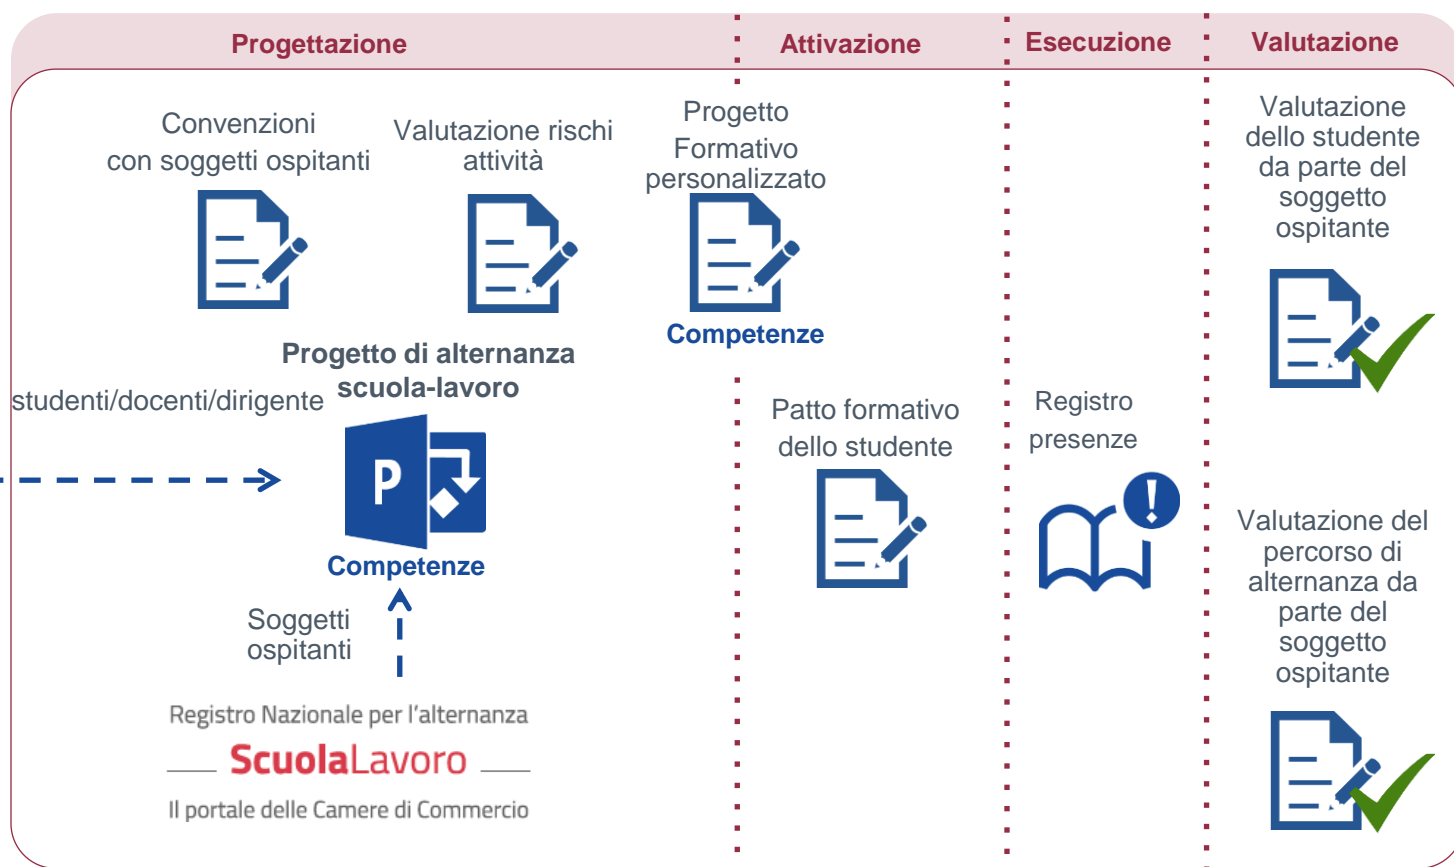 Progettazione
Attivazione
Esecuzione
Valutazione
Convenzioni
con soggetti ospitanti
Valutazione rischi
attività
Progetto
Formativo
personalizzato
Competenze
Progetto di alternanza
scuola-lavoro
studenti/docenti/dirigente
P
Competenze
Soggetti
ospitanti
Registro Nazionale per l'alternanza
ScuolaLavoro
Il portale delle Camere di Commercio
Patto formativo
dello studente
Registro
presenze
!
Valutazione
dello studente
da parte del
soggetto
ospitante
Valutazione del
percorso di
alternanza da
parte del
soggetto
ospitante